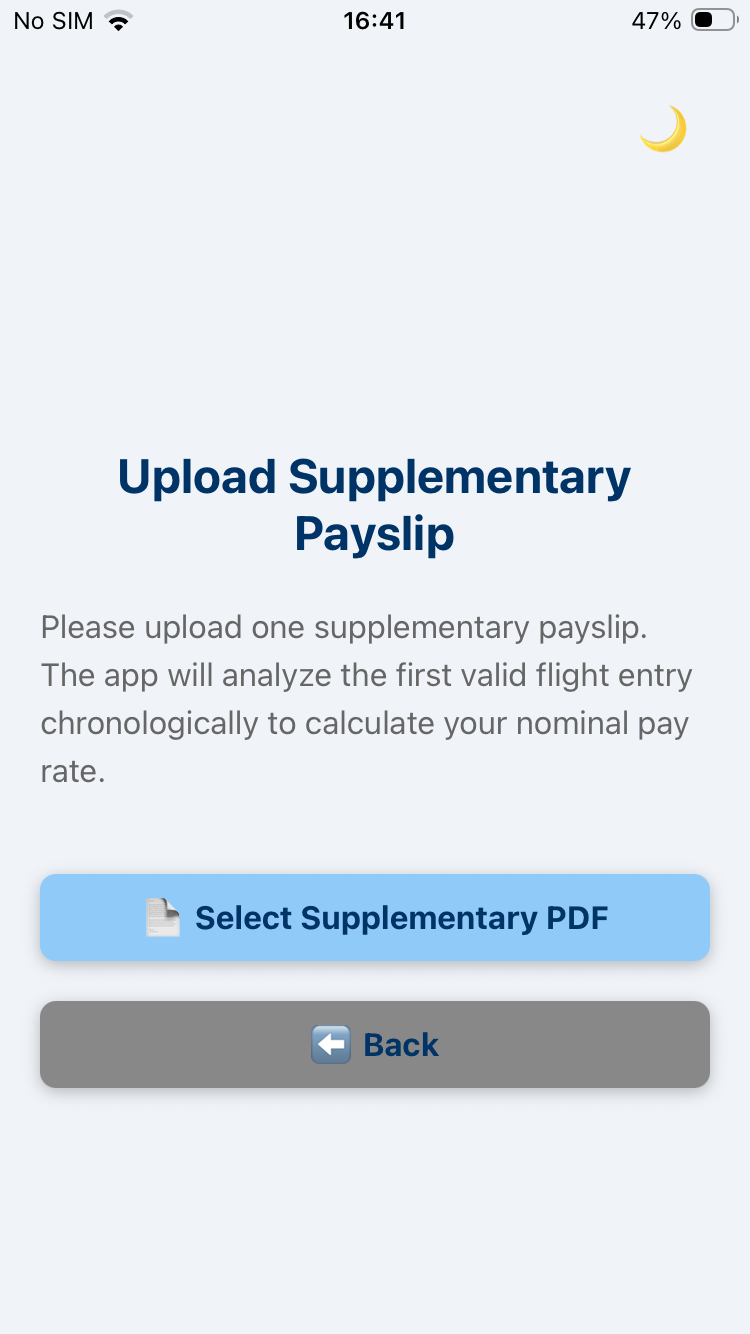 No SIM 16:41 47%
Upload Supplementary
Payslip
Please upload one supplementary payslip.
The app will analyze the first valid flight entry
chronologically to calculate your nominal pay
rate.
Select Supplementary PDF
Back